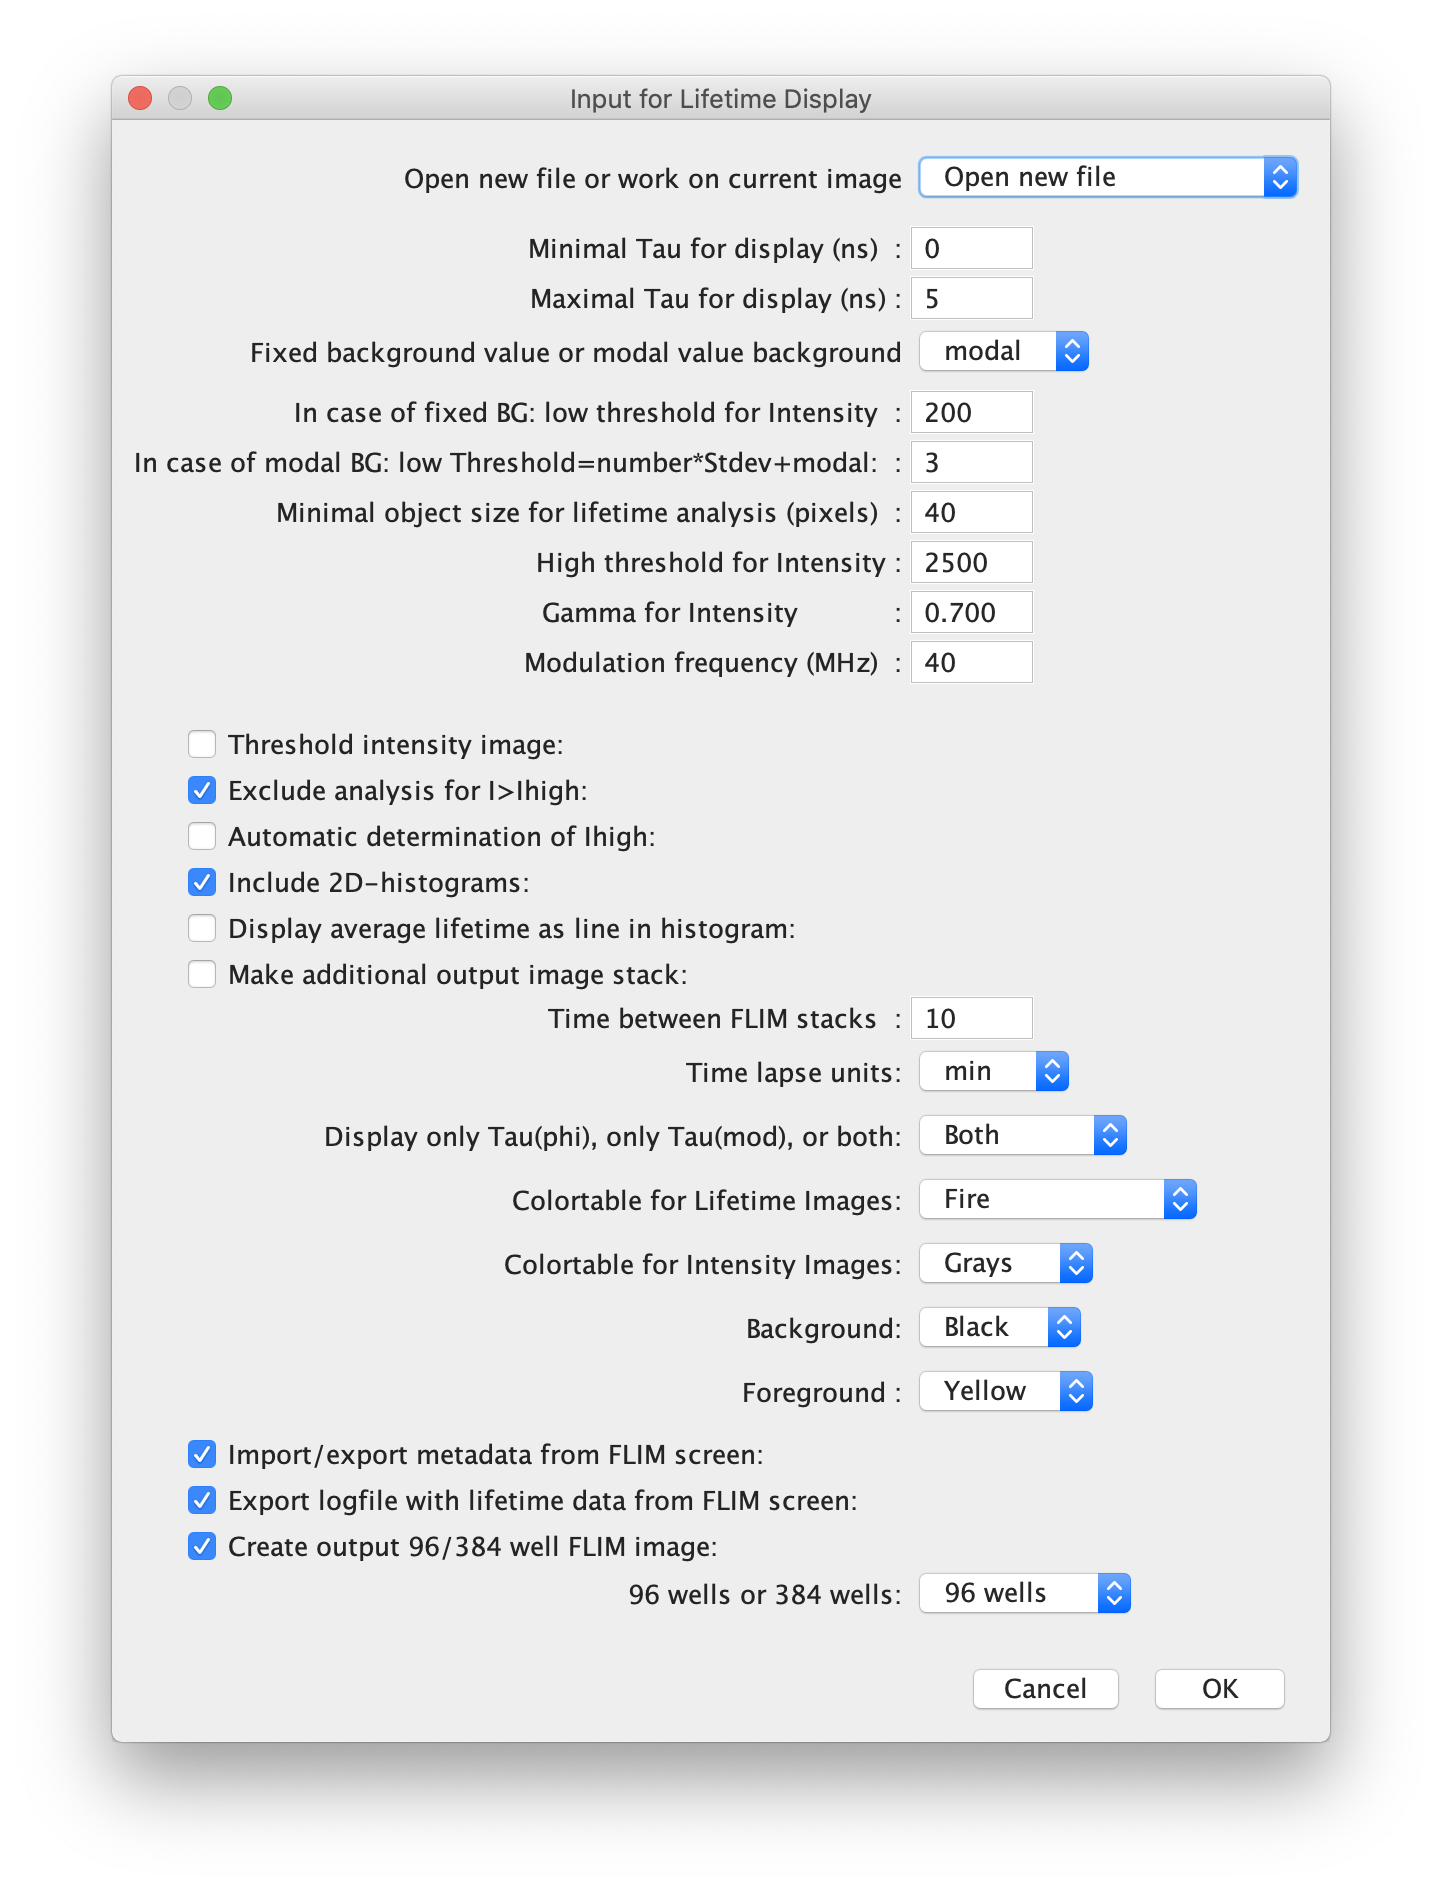 Input for Lifetime Display
Open new file or work on current image Open new file
Minimal Tau for display (ns) : 0
Maximal Tau for display (ns) : 5
Fixed background value or modal value background modal
In case of fixed BG: low threshold for Intensity : 200
In case of modal BG: low Threshold=number*Stdev+modal: : 3
Minimal object size for lifetime analysis (pixels) : 40
High threshold for Intensity : 2500
Gamma for Intensity : 0.700
Modulation frequency (MHz) : 40
Threshold intensity image:
Exclude analysis for I>Ihigh:
Automatic determination of Ihigh:
Include 2D-histograms:
Display average lifetime as line in histogram:
Make additional output image stack:
Time between FLIM stacks : 10
Time lapse units: min
Display only Tau(phi), only Tau(mod), or both: Both
Colortable for Lifetime Images: Fire
Colortable for Intensity Images: Grays
Background: Black
Foreground : Yellow
Import/export metadata from FLIM screen:
Export logfile with lifetime data from FLIM screen:
Create output 96/384 well FLIM image:
96 wells or 384 wells: 96 wells
Cancel OK